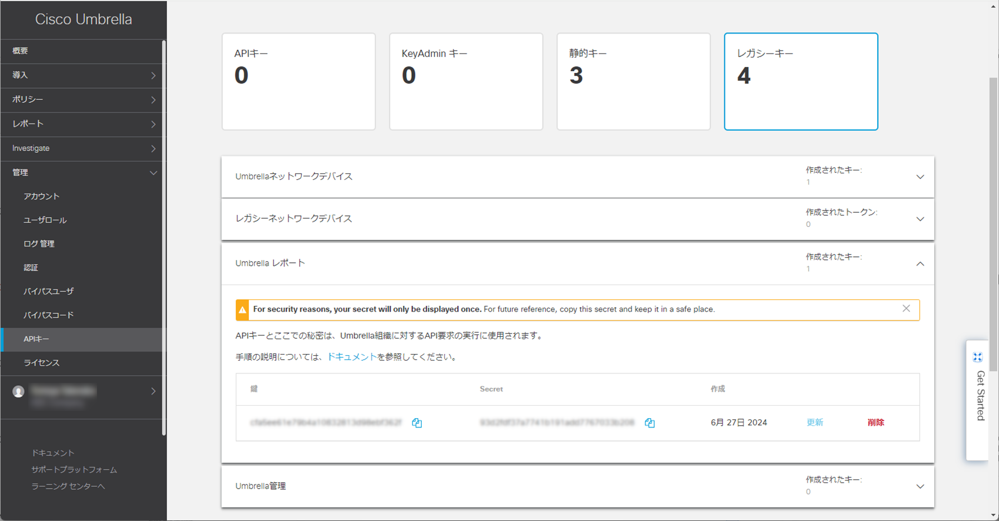 Cisco Umbrella
概要
導入
ポリシー
レポート
Investigate
管理
アカウント
ユーザロール
ログ 管理
認証
バイパスユーザ
バイパスコード
APIキー
ライセンス
ドキュメント
サポートプラットフォーム
ラーニング センターへ
APIキー
0
KeyAdmin キー
0
静的キー
3
レガシーキー
4
Umbrellaネットワークデバイス
作成されたキー:
1
レガシーネットワークデバイス
作成されたトークン:
0
Umbrella レポート
作成されたキー:
1
For security reasons, your secret will only be displayed once. For future reference, copy this secret and keep it in a safe place.
APIキーとここでの秘密は、Umbrella組織に対するAPI要求の実行に使用されます。
手順の説明については、ドキュメントを参照してください。
鍵 Secret 作成
6月 27日 2024 更新 削除
Umbrella管理
作成されたキー:
0
Get Started